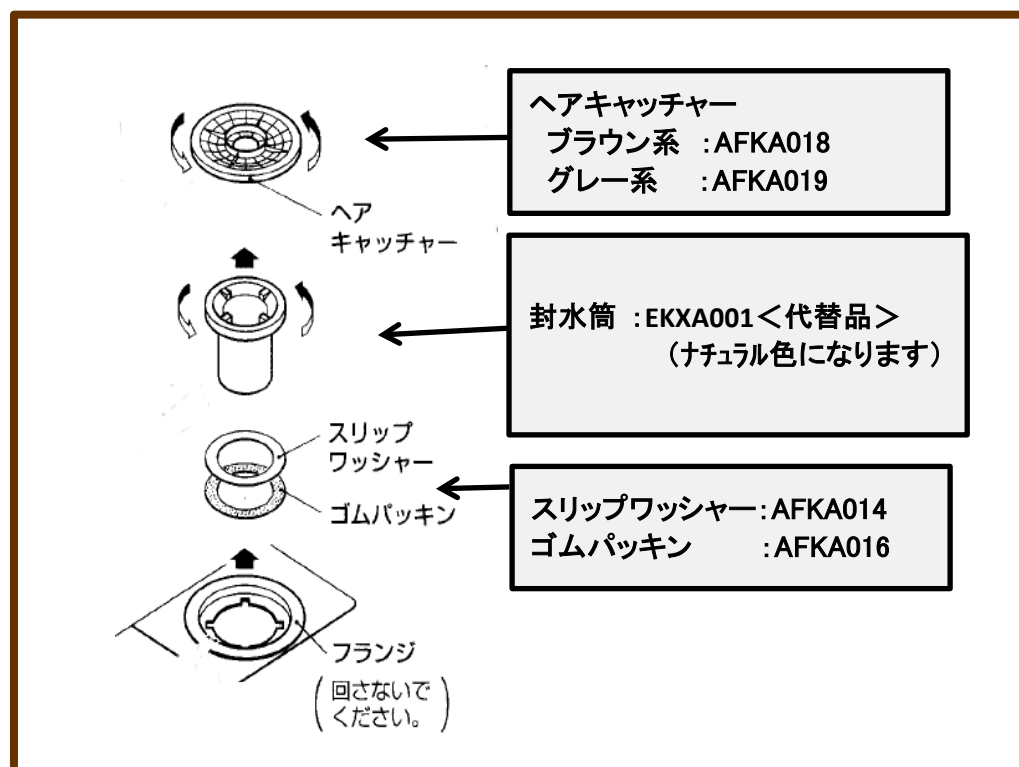 ヘアキャッチャー
ブラウン系 :AFKA018
グレー系 :AFKA019
ヘア
キャッチャー
封水筒 :EKXA001<代替品>
(ナチュラル色になります)
スリップ
ワッシャー
ゴムパッキン
スリップワッシャー:AFKA014
ゴムパッキン :AFKA016
フランジ
(回さないで
ください。)